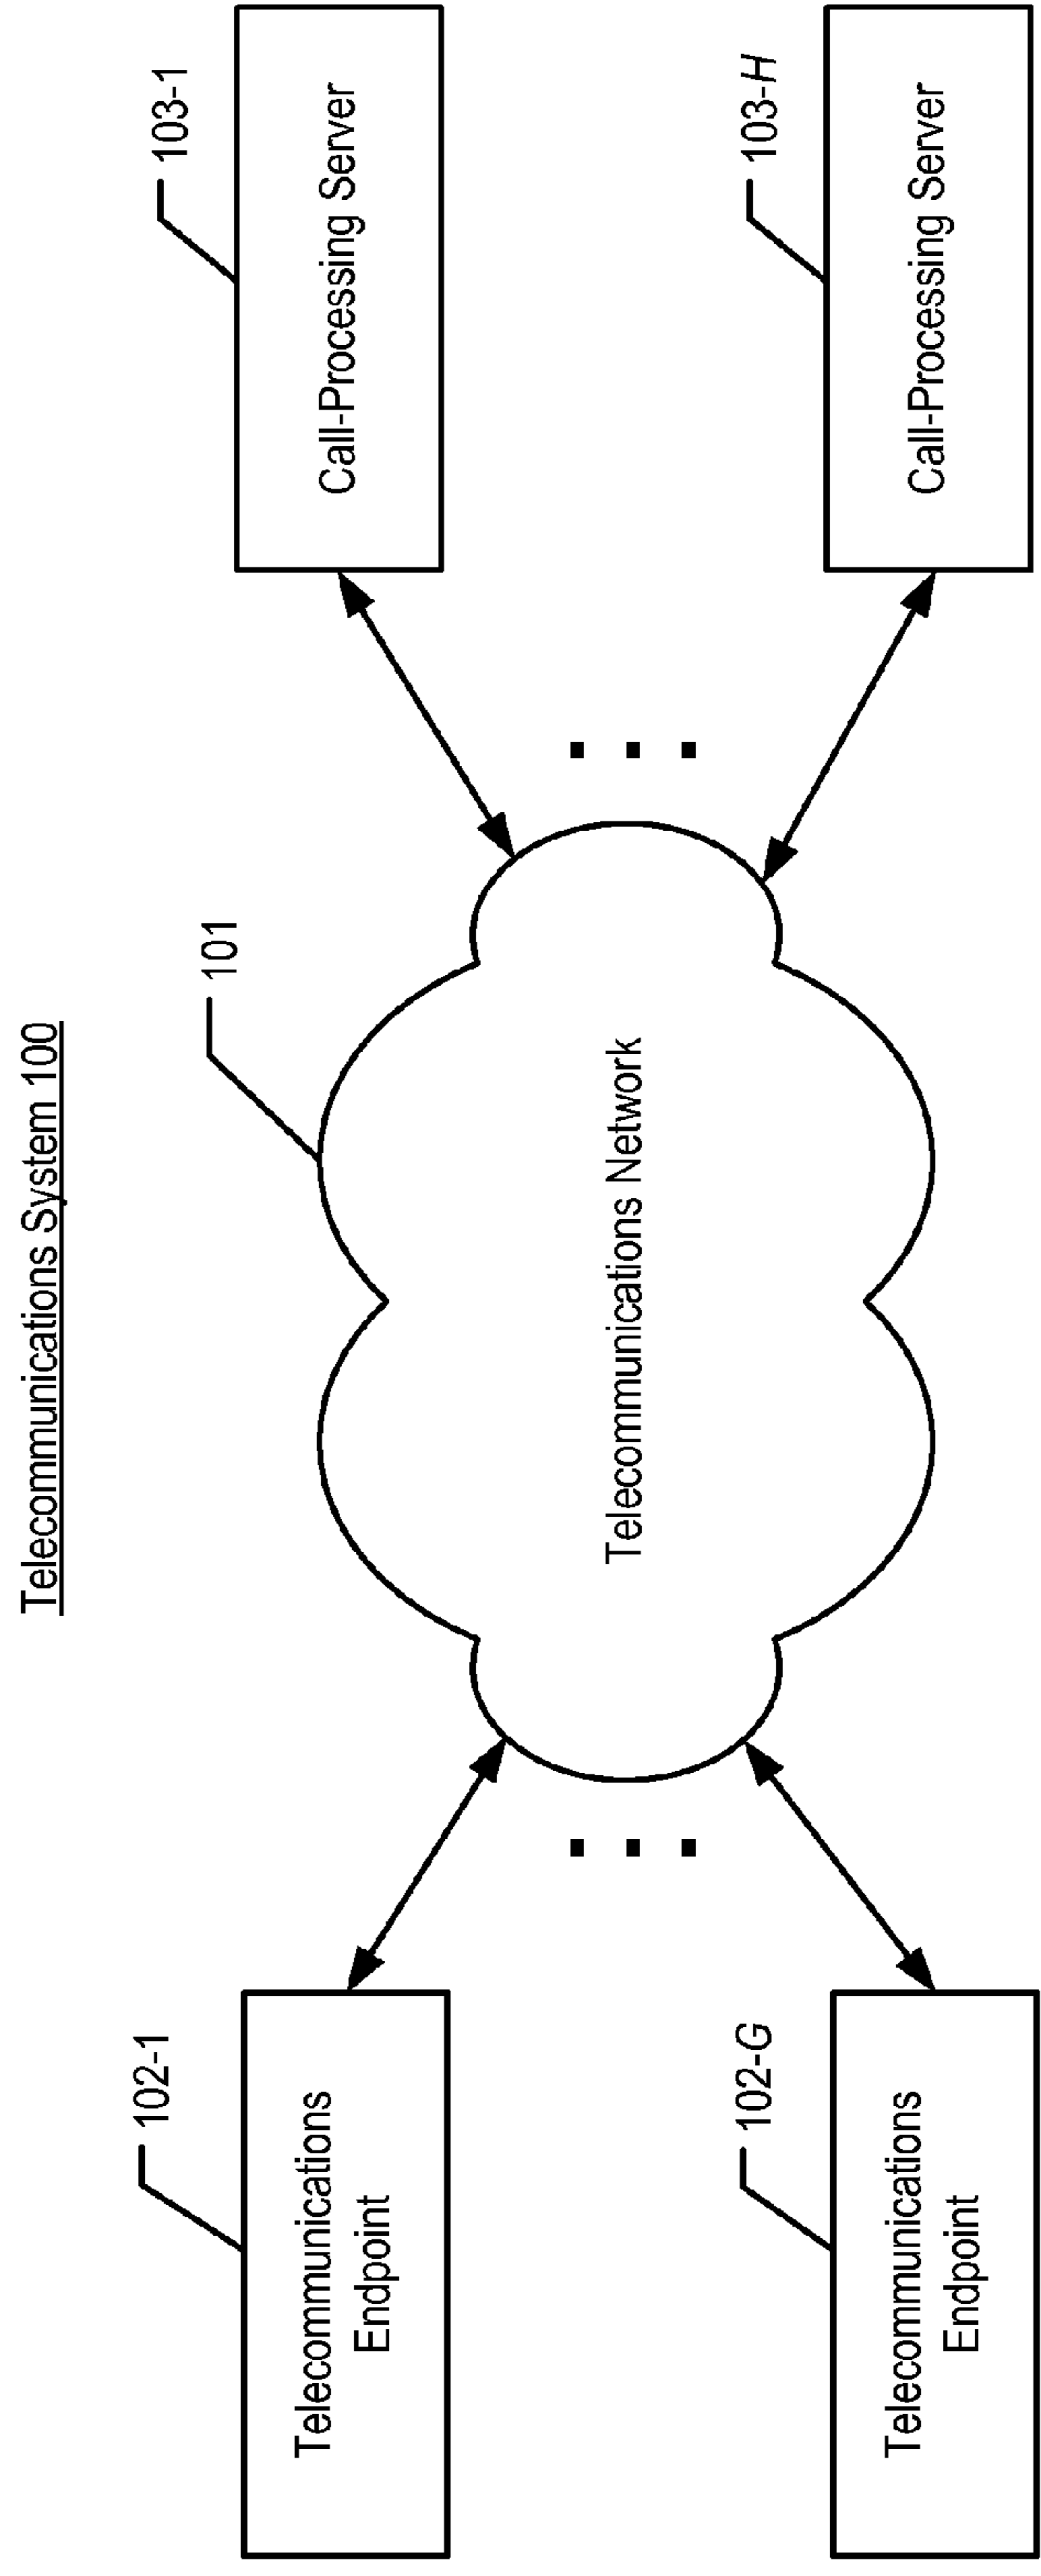 Telecommunications System 100
101
102-1
Telecommunications
Endpoint
102-G
Telecommunications
Endpoint
Telecommunications Network
103-1
Call-Processing Server
103-H
Call-Processing Server